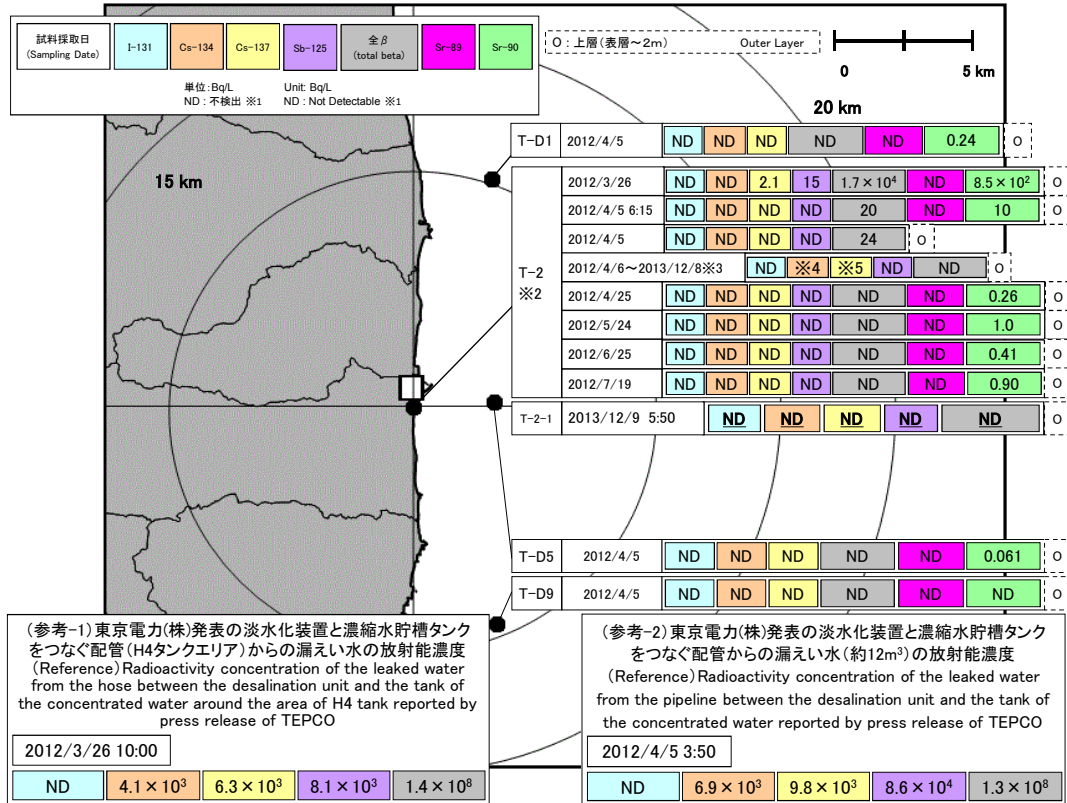 試料採取日
(Sampling Date)
I-131
Cs-134
Cs-137
Sb-125
全β
(total beta)
Sr-89
Sr-90
単位:Bq/L Unit: Bq/L
ND : 不検出 ※1 ND : Not Detectable ※1
O : 上層(表層～2m) Outer Layer
0 5 km
20 km
15 km
T-D1 2012/4/5 ND ND ND ND ND 0.24 O
T-2
※2
2012/3/26 ND ND 2.1 15 1.7×10⁴ ND 8.5×10² O
2012/4/5 6:15 ND ND ND ND 20 ND 10 O
2012/4/5 ND ND ND ND 24 O
2012/4/6～2013/12/8※3 ND ※4 ※5 ND ND O
2012/4/25 ND ND ND ND ND ND 0.26 O
2012/5/24 ND ND ND ND ND ND 1.0 O
2012/6/25 ND ND ND ND ND ND 0.41 O
2012/7/19 ND ND ND ND ND ND 0.90 O
T-2-1 2013/12/9 5:50 ND ND ND ND ND O
T-D5 2012/4/5 ND ND ND ND ND 0.061 O
T-D9 2012/4/5 ND ND ND ND ND ND O
(参考-1)東京電力(株)発表の淡水化装置と濃縮水貯槽タンク
をつなぐ配管(H4タンクエリア)からの漏えい水の放射能濃度
(Reference)Radioactivity concentration of the leaked water
from the hose between the desalination unit and the tank of
the concentrated water around the area of H4 tank reported by
press release of TEPCO
2012/3/26 10:00
ND 4.1×10³ 6.3×10³ 8.1×10³ 1.4×10⁸
(参考-2)東京電力(株)発表の淡水化装置と濃縮水貯槽タンク
をつなぐ配管からの漏えい水(約12m³)の放射能濃度
(Reference)Radioactivity concentration of the leaked water
from the pipeline between the desalination unit and the tank of
the concentrated water reported by press release of TEPCO
2012/4/5 3:50
ND 6.9×10³ 9.8×10³ 8.6×10⁴ 1.3×10⁸